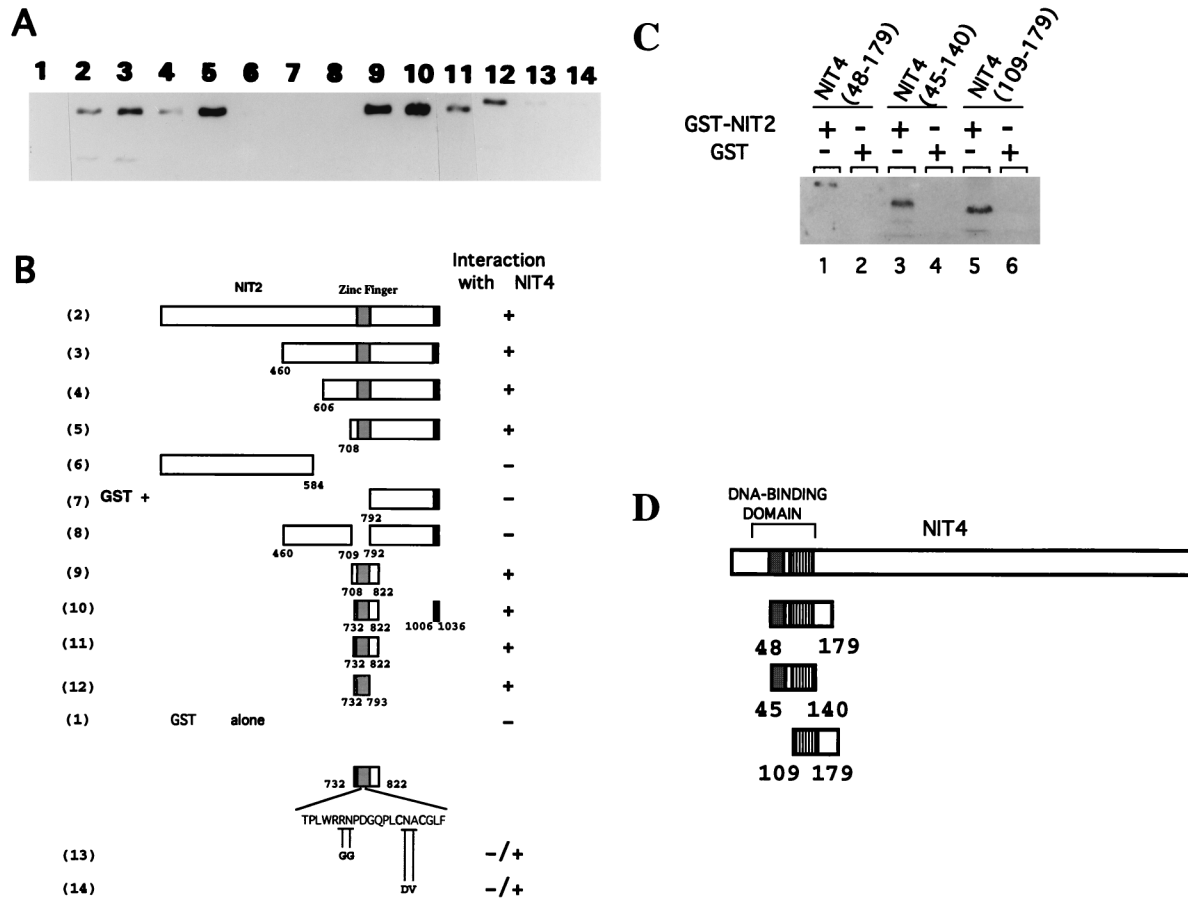 A
1 2 3 4 5 6 7 8 9 10 11 12 13 14
B
Interaction
with NIT4
NIT2 Zinc Finger
(2) +
(3) +
460
(4) +
606
(5) +
708
(6) −
584
(7) GST + −
792
(8) −
460 709 792
(9) +
708 822
(10) +
732 822 1006 1036
(11) +
732 822
(12) +
732 793
(1) GST alone −
732 822
TPLWRRNPDGQPLCNACGLF
(13) GG −/+
(14) DV −/+
C
NIT4 (48-179)
NIT4 (45-140)
NIT4 (109-179)
GST-NIT2 + - + - + -
GST - + - + - +
1 2 3 4 5 6
D
DNA-BINDING
DOMAIN
NIT4
48 179
45 140
109 179